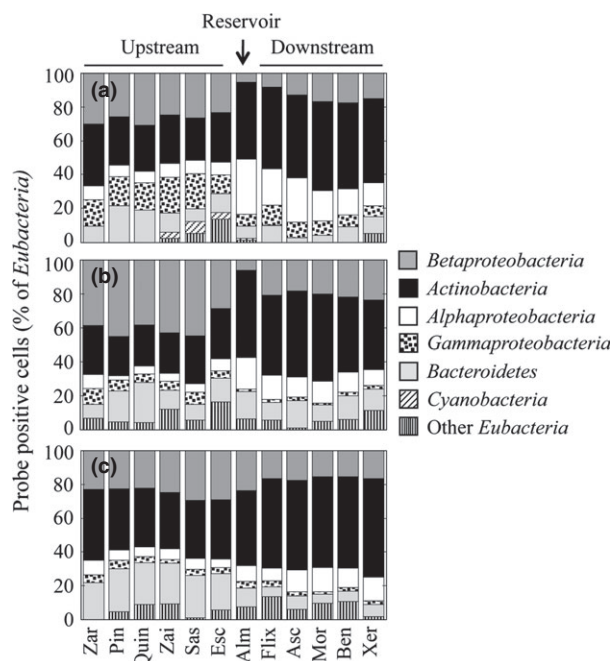 Reservoir
Upstream
Downstream
Probe positive cells (% of Eubacteria)
100
80
60
40
20
0
(a)
100
80
60
40
20
0
(b)
100
80
60
40
20
0
(c)
Zar Pin Quin Zai Sas Esc Alm Flix Asc Mor Ben Xer
Betaproteobacteria
Actinobacteria
Alphaproteobacteria
Gammaproteobacteria
Bacteroidetes
Cyanobacteria
Other Eubacteria